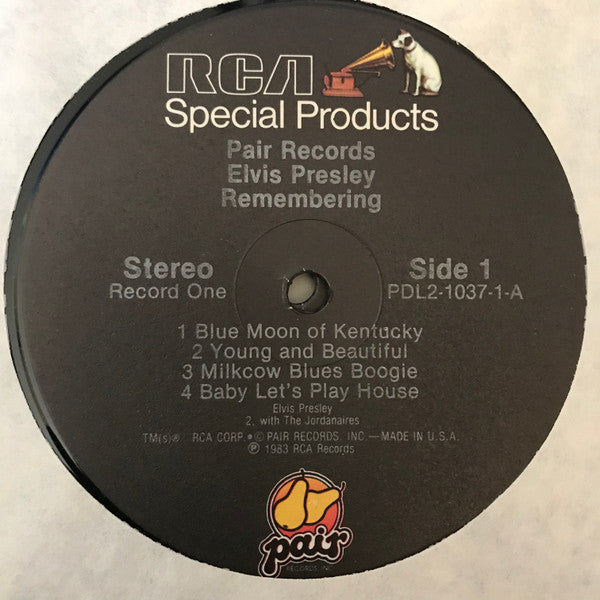 RCA
Special Products
Pair Records
Elvis Presley
Remembering
Stereo Side 1
Record One PDL2-1037-1-A
1 Blue Moon of Kentucky
2 Young and Beautiful
3 Milkcow Blues Boogie
4 Baby Let's Play House
Elvis Presley
2, with The Jordanaires
TM(s)® RCA CORP. • © PAIR RECORDS, INC.—MADE IN U.S.A.
℗ 1983 RCA Records
pair
RECORDS, INC.